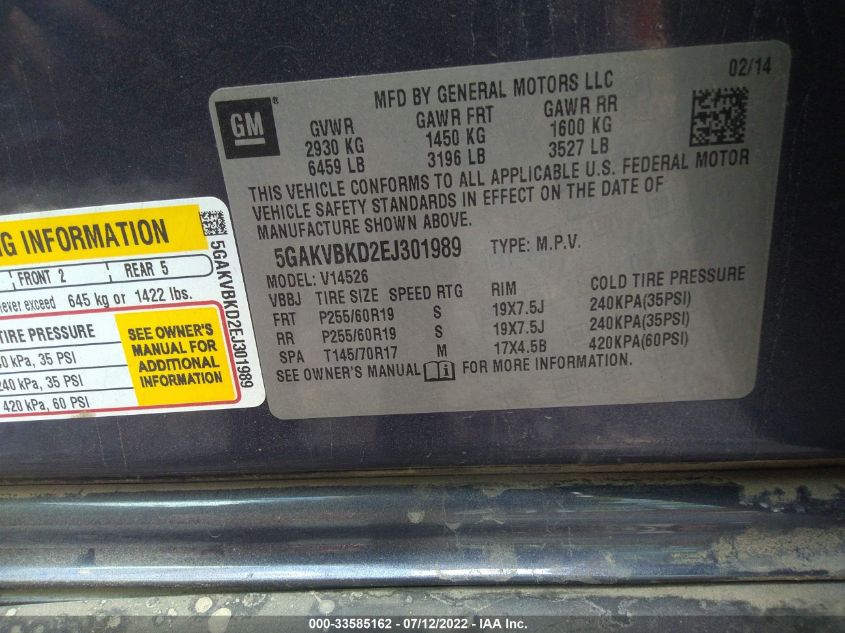 02/14
GM ®
MFD BY GENERAL MOTORS LLC
GVWR GAWR FRT GAWR RR
2930 KG 1450 KG 1600 KG
6459 LB 3196 LB 3527 LB
THIS VEHICLE CONFORMS TO ALL APPLICABLE U.S. FEDERAL MOTOR
VEHICLE SAFETY STANDARDS IN EFFECT ON THE DATE OF
MANUFACTURE SHOWN ABOVE.
5GAKVBKD2EJ301989 TYPE: M.P.V.
MODEL: V14526
VBBJ TIRE SIZE SPEED RTG RIM COLD TIRE PRESSURE
FRT P255/60R19 S 19X7.5J 240KPA(35PSI)
RR P255/60R19 S 19X7.5J 240KPA(35PSI)
SPA T145/70R17 M 17X4.5B 420KPA(60PSI)
SEE OWNER'S MANUAL i FOR MORE INFORMATION.
INFORMATION
FRONT 2 REAR 5
never exceed 645 kg or 1422 lbs.
TIRE PRESSURE
kPa, 35 PSI
240 kPa, 35 PSI
420 kPa, 60 PSI
SEE OWNER'S
MANUAL FOR
ADDITIONAL
INFORMATION
5GAKVBKD2EJ301989
000-33585162 - 07/12/2022 - IAA Inc.